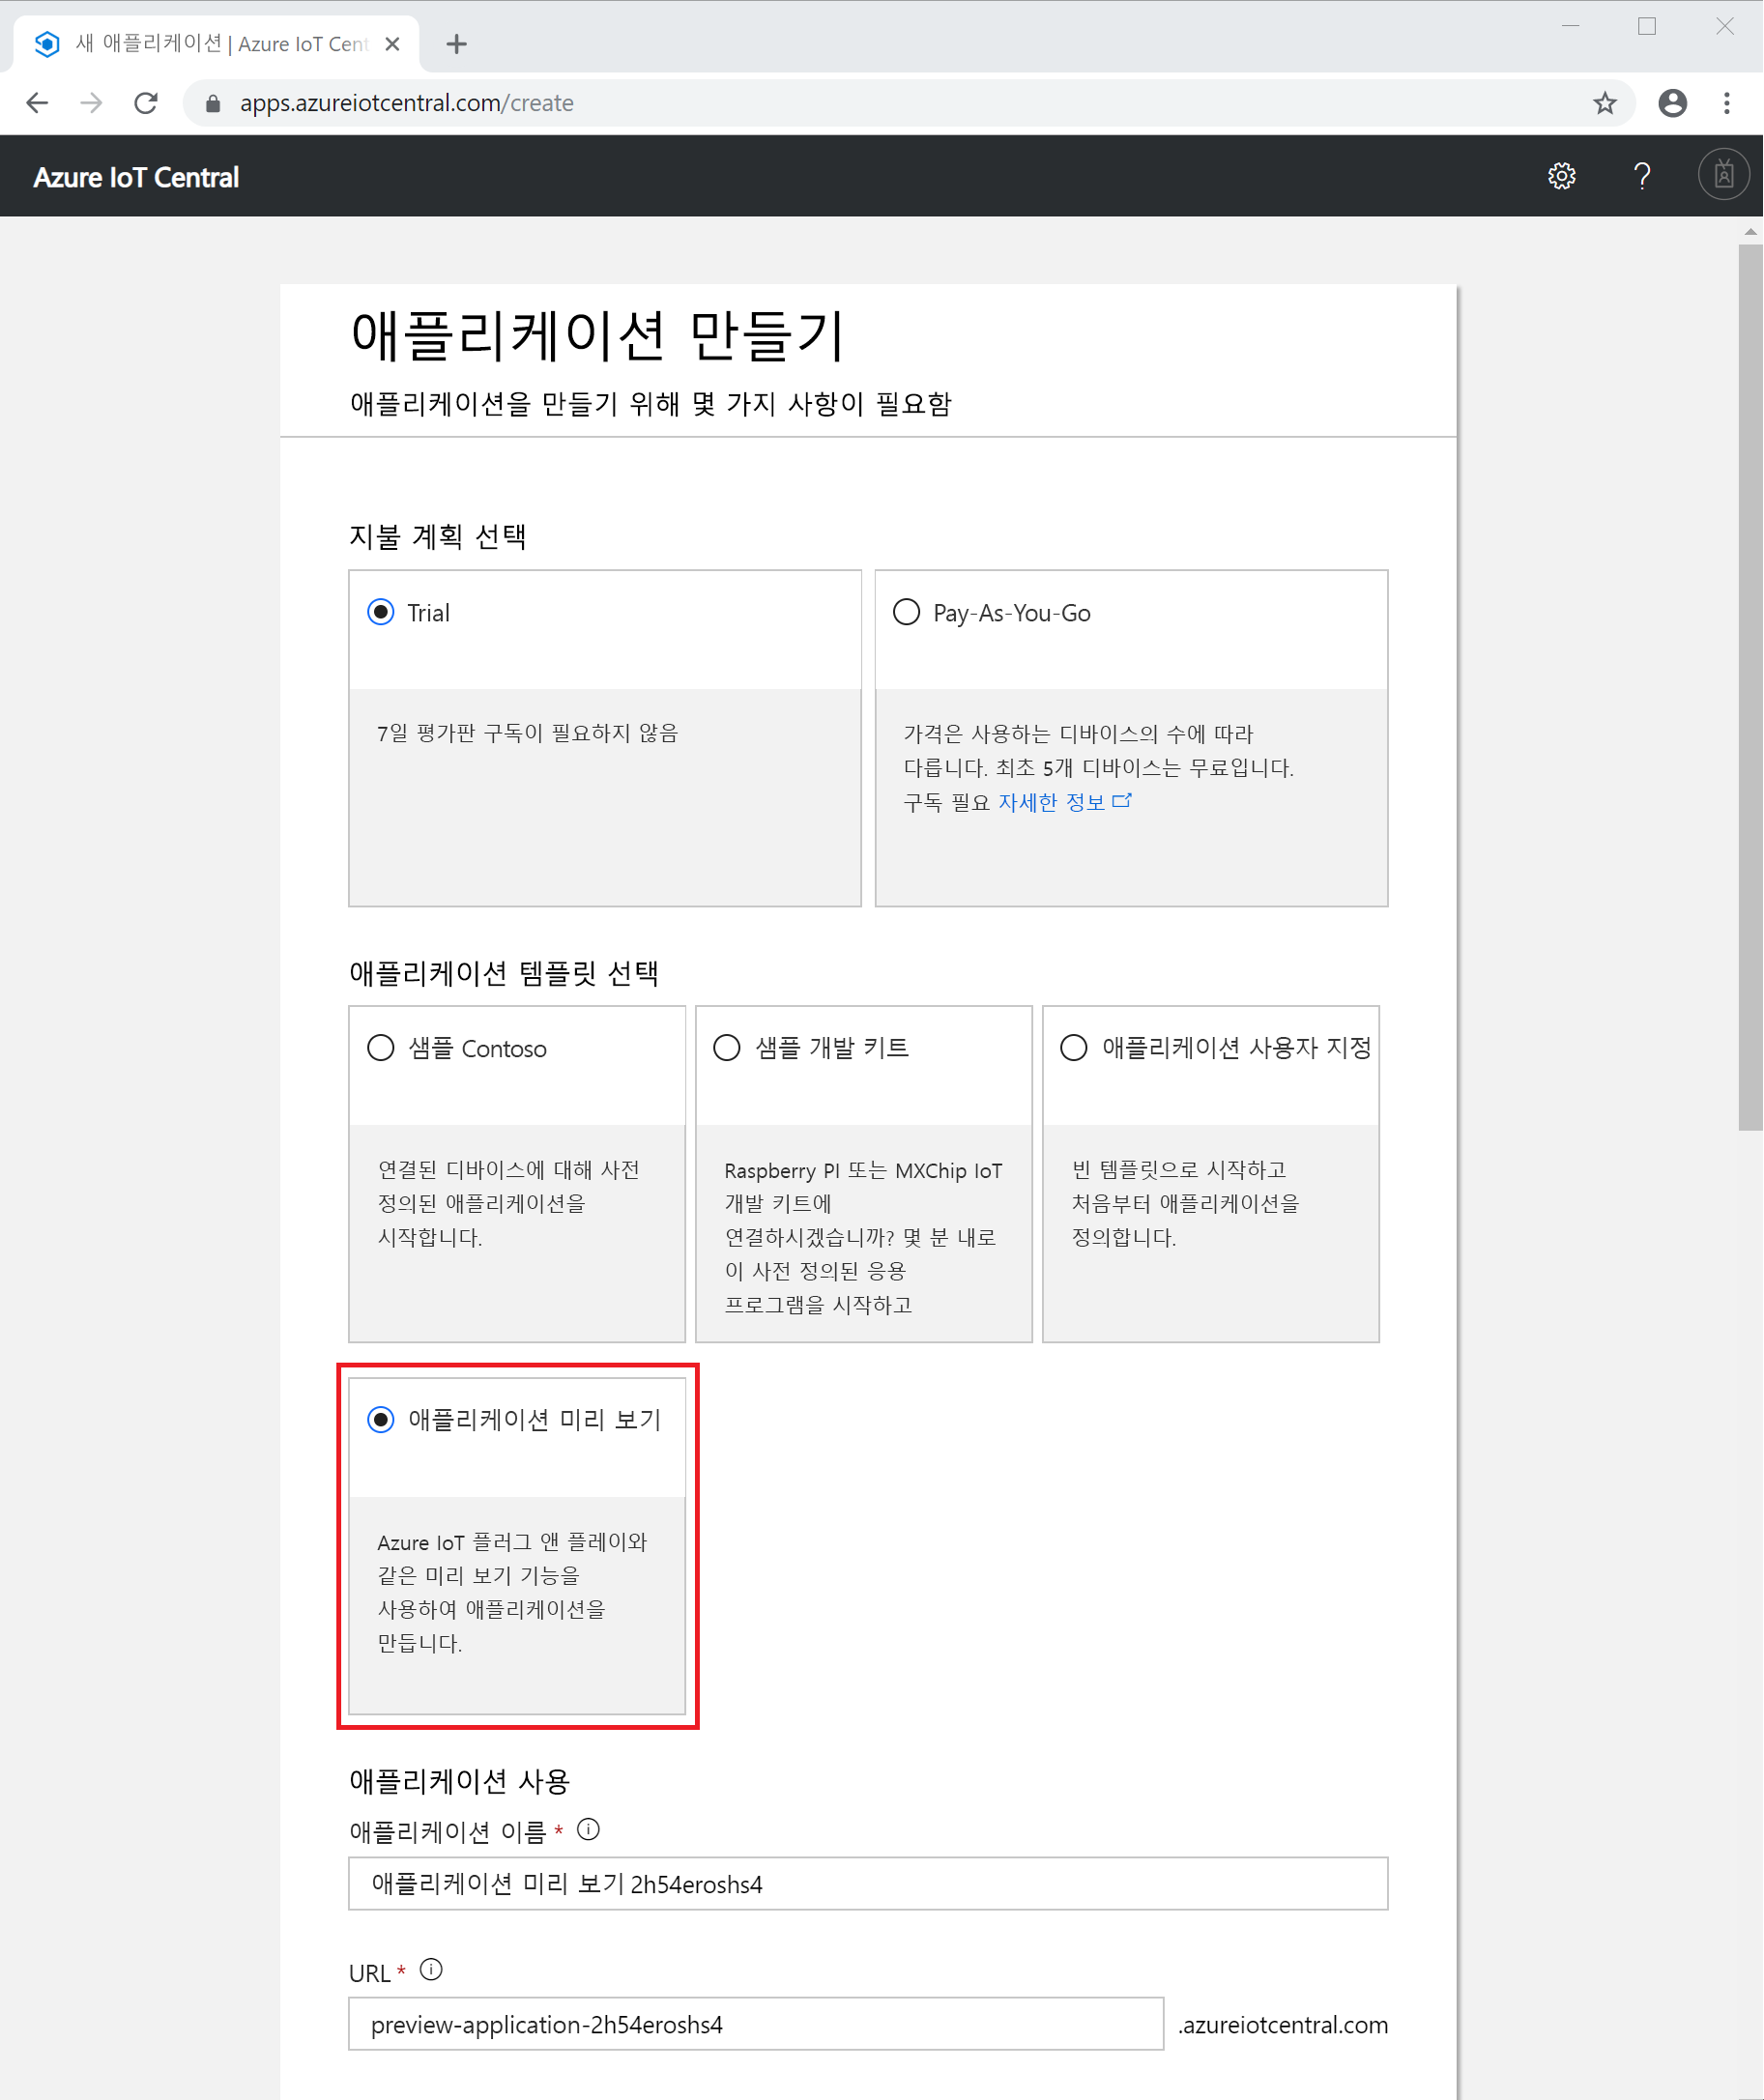 새 애플리케이션 | Azure IoT Cent
apps.azureiotcentral.com/create
Azure IoT Central
애플리케이션 만들기
애플리케이션을 만들기 위해 몇 가지 사항이 필요함
지불 계획 선택
Trial
7일 평가판 구독이 필요하지 않음
Pay-As-You-Go
가격은 사용하는 디바이스의 수에 따라
다릅니다. 최초 5개 디바이스는 무료입니다.
구독 필요 자세한 정보
애플리케이션 템플릿 선택
샘플 Contoso
연결된 디바이스에 대해 사전
정의된 애플리케이션을
시작합니다.
샘플 개발 키트
Raspberry PI 또는 MXChip IoT
개발 키트에
연결하시겠습니까? 몇 분 내로
이 사전 정의된 응용
프로그램을 시작하고
애플리케이션 사용자 지정
빈 템플릿으로 시작하고
처음부터 애플리케이션을
정의합니다.
애플리케이션 미리 보기
Azure IoT 플러그 앤 플레이와
같은 미리 보기 기능을
사용하여 애플리케이션을
만듭니다.
애플리케이션 사용
애플리케이션 이름 *
애플리케이션 미리 보기 2h54eroshs4
URL *
preview-application-2h54eroshs4 .azureiotcentral.com